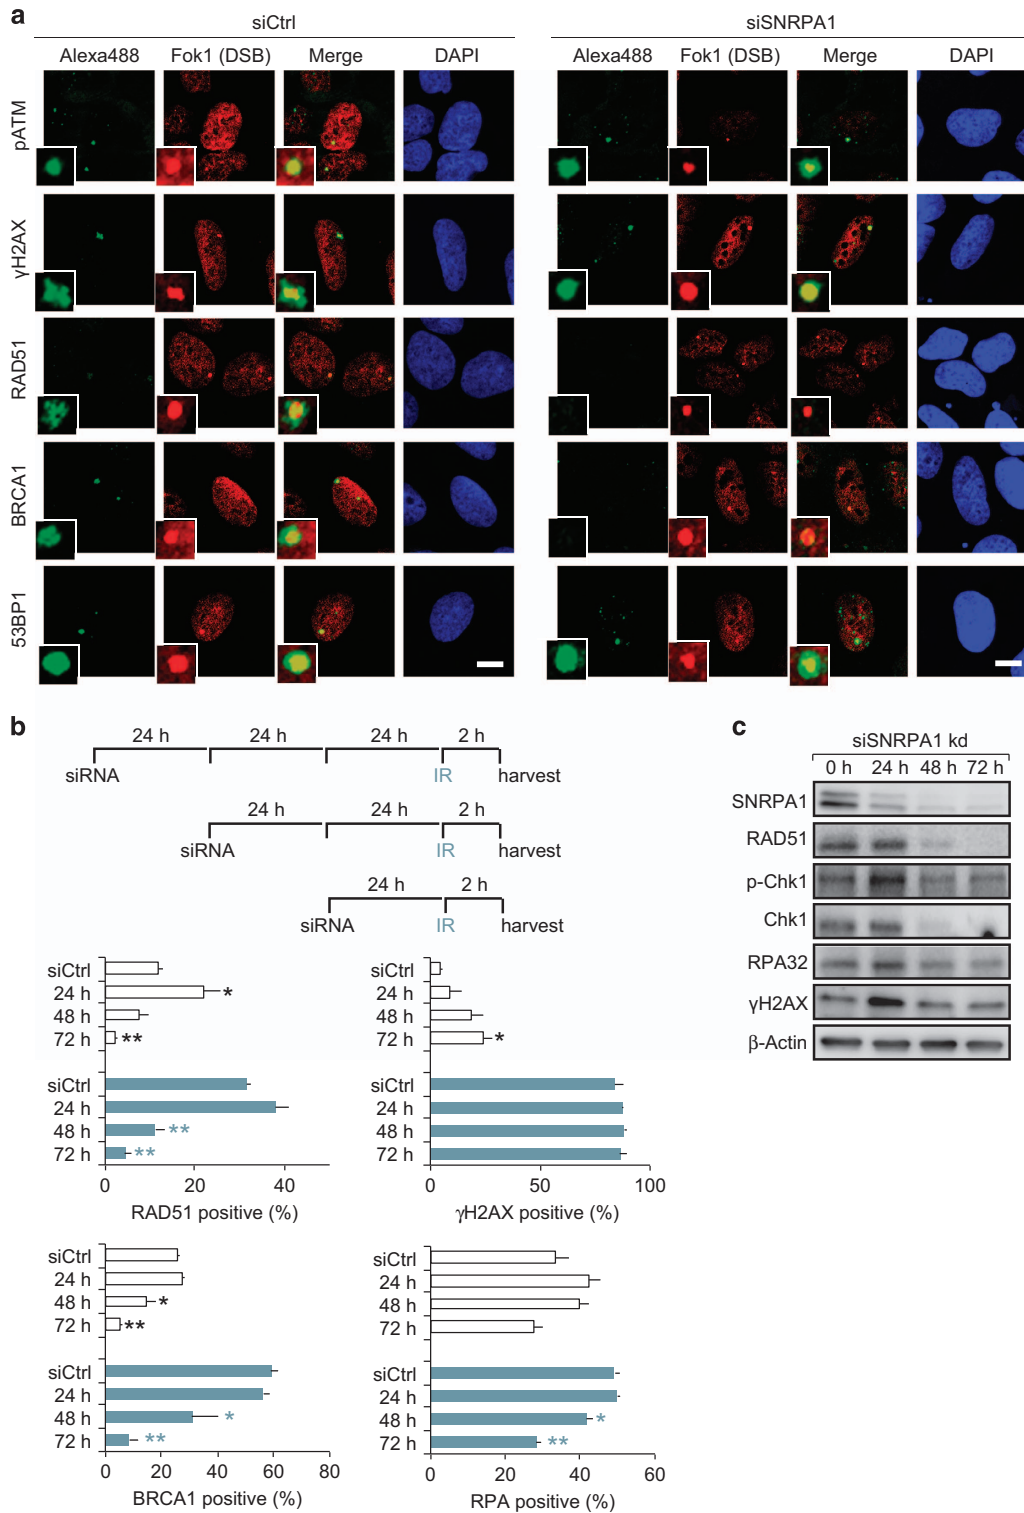 a
siCtrl
siSNRPA1
Alexa488 Fok1 (DSB) Merge DAPI
Alexa488 Fok1 (DSB) Merge DAPI
pATM
γH2AX
RAD51
BRCA1
53BP1
b
24 h 24 h 24 h 2 h
siRNA IR harvest
24 h 24 h 2 h
siRNA IR harvest
24 h 2 h
siRNA IR harvest
siCtrl
24 h *
48 h
72 h **
siCtrl
24 h
48 h **
72 h **
0 20 40
RAD51 positive (%)
siCtrl
24 h
48 h
72 h *
siCtrl
24 h
48 h
72 h
0 50 100
γH2AX positive (%)
siCtrl
24 h
48 h *
72 h **
siCtrl
24 h
48 h *
72 h **
0 20 40 60 80
BRCA1 positive (%)
siCtrl
24 h
48 h
72 h
siCtrl
24 h
48 h *
72 h **
0 20 40 60
RPA positive (%)
c
siSNRPA1 kd
0 h 24 h 48 h 72 h
SNRPA1
RAD51
p-Chk1
Chk1
RPA32
γH2AX
β-Actin